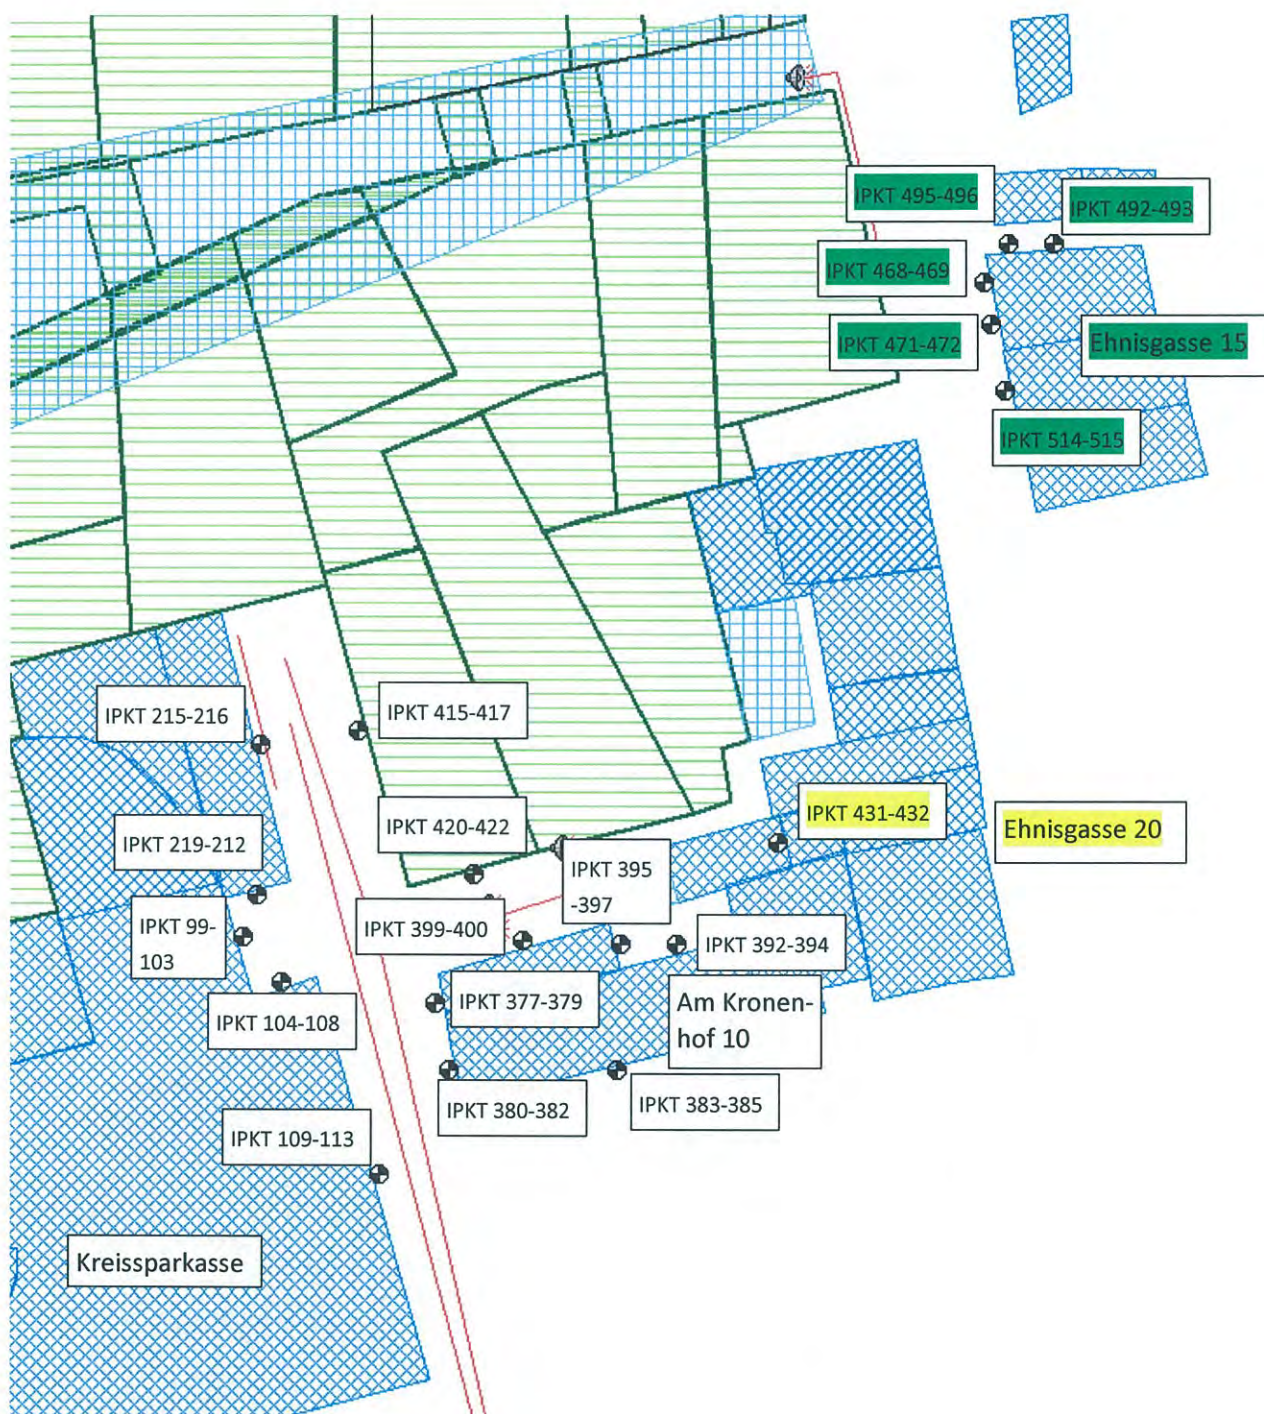 IPKT 495-496
IPKT 492-493
IPKT 468-469
IPKT 471-472
Ehnisgasse 15
IPKT 514-515
IPKT 215-216
IPKT 415-417
IPKT 431-432
Ehnisgasse 20
IPKT 420-422
IPKT 219-212
IPKT 395
-397
IPKT 99-
103
IPKT 399-400
IPKT 392-394
IPKT 377-379
Am Kronen-
hof 10
IPKT 104-108
IPKT 380-382
IPKT 383-385
IPKT 109-113
Kreissparkasse